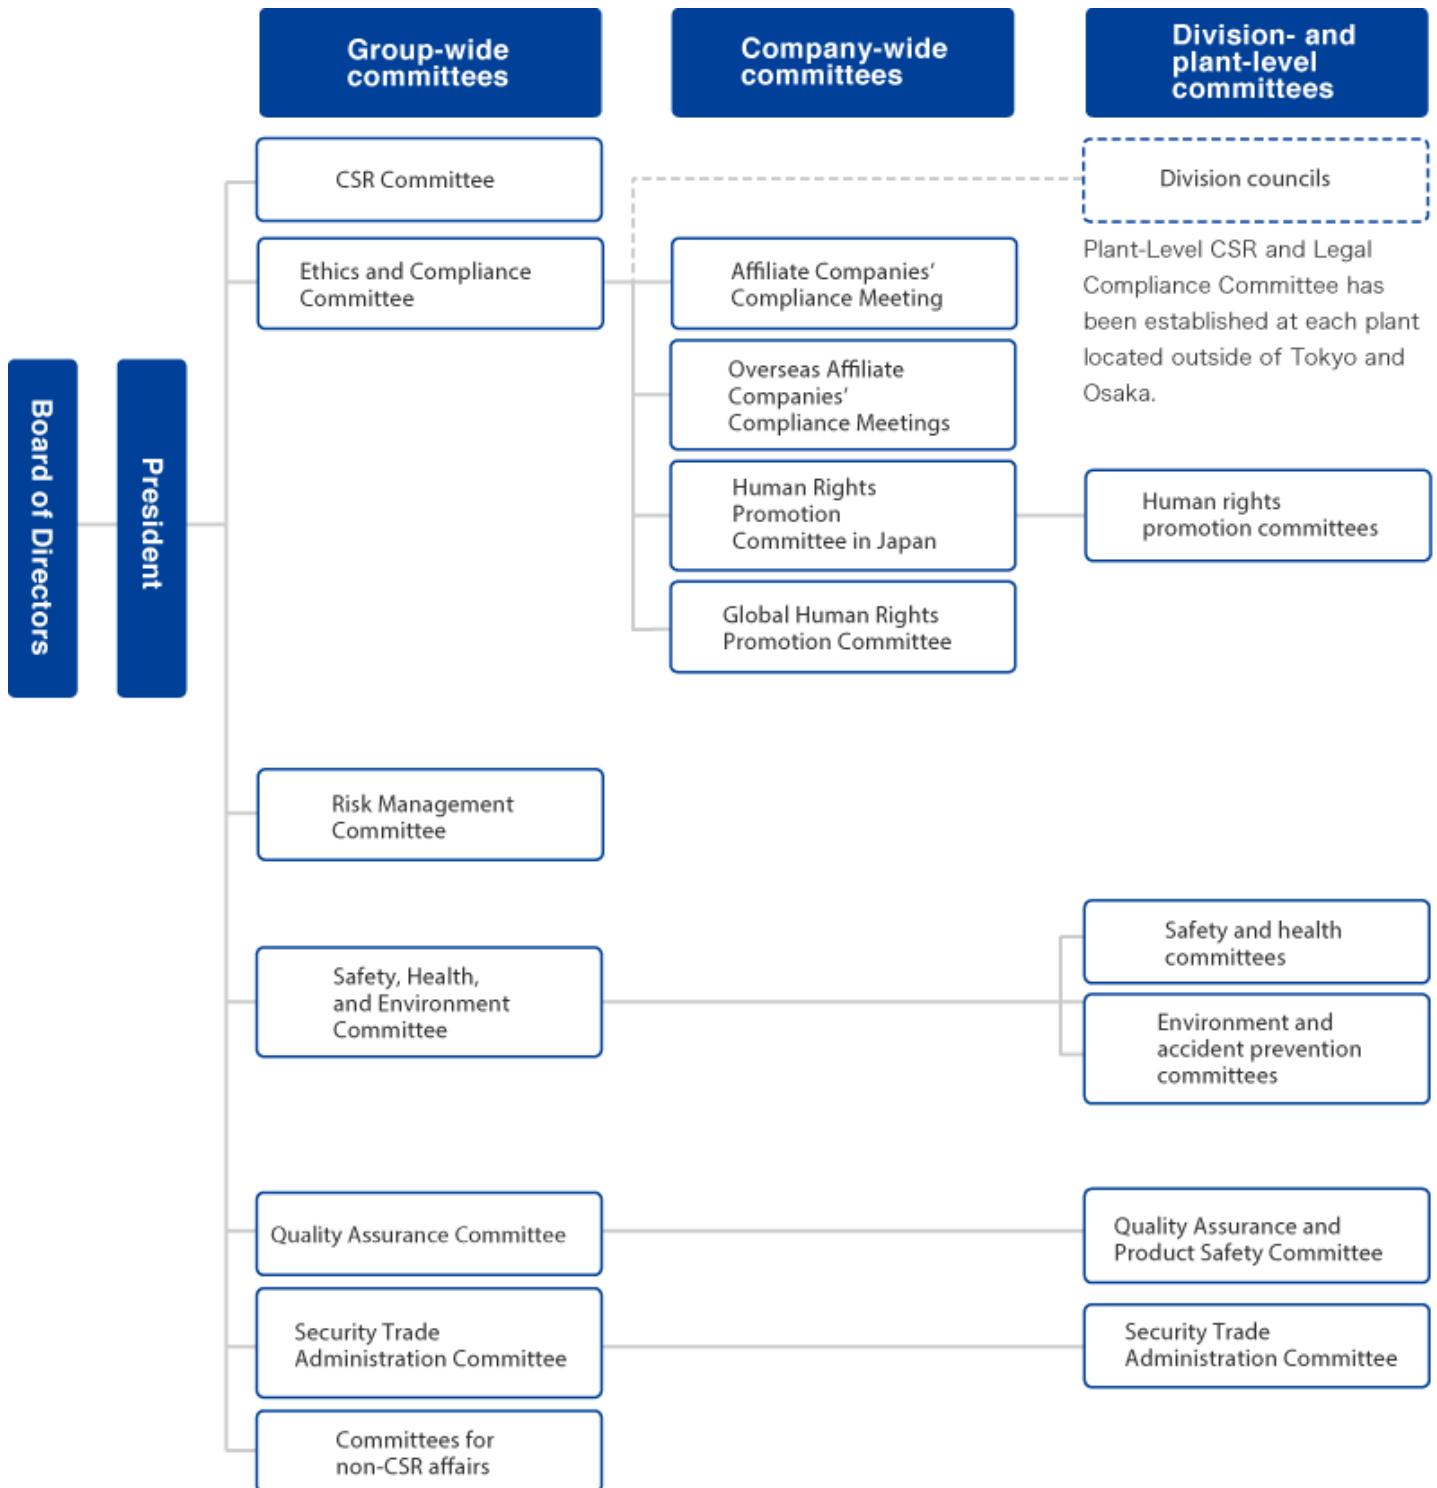 Group-wide
committees
Company-wide
committees
Division- and
plant-level
committees
Board of Directors
President
CSR Committee
Division councils
Plant-Level CSR and Legal
Compliance Committee has
been established at each plant
located outside of Tokyo and
Osaka.
Ethics and Compliance
Committee
Affiliate Companies’
Compliance Meeting
Overseas Affiliate
Companies’
Compliance Meetings
Human Rights
Promotion
Committee in Japan
Human rights
promotion committees
Global Human Rights
Promotion Committee
Risk Management
Committee
Safety, Health,
and Environment
Committee
Safety and health
committees
Environment and
accident prevention
committees
Quality Assurance Committee
Quality Assurance and
Product Safety Committee
Security Trade
Administration Committee
Security Trade
Administration Committee
Committees for
non-CSR affairs